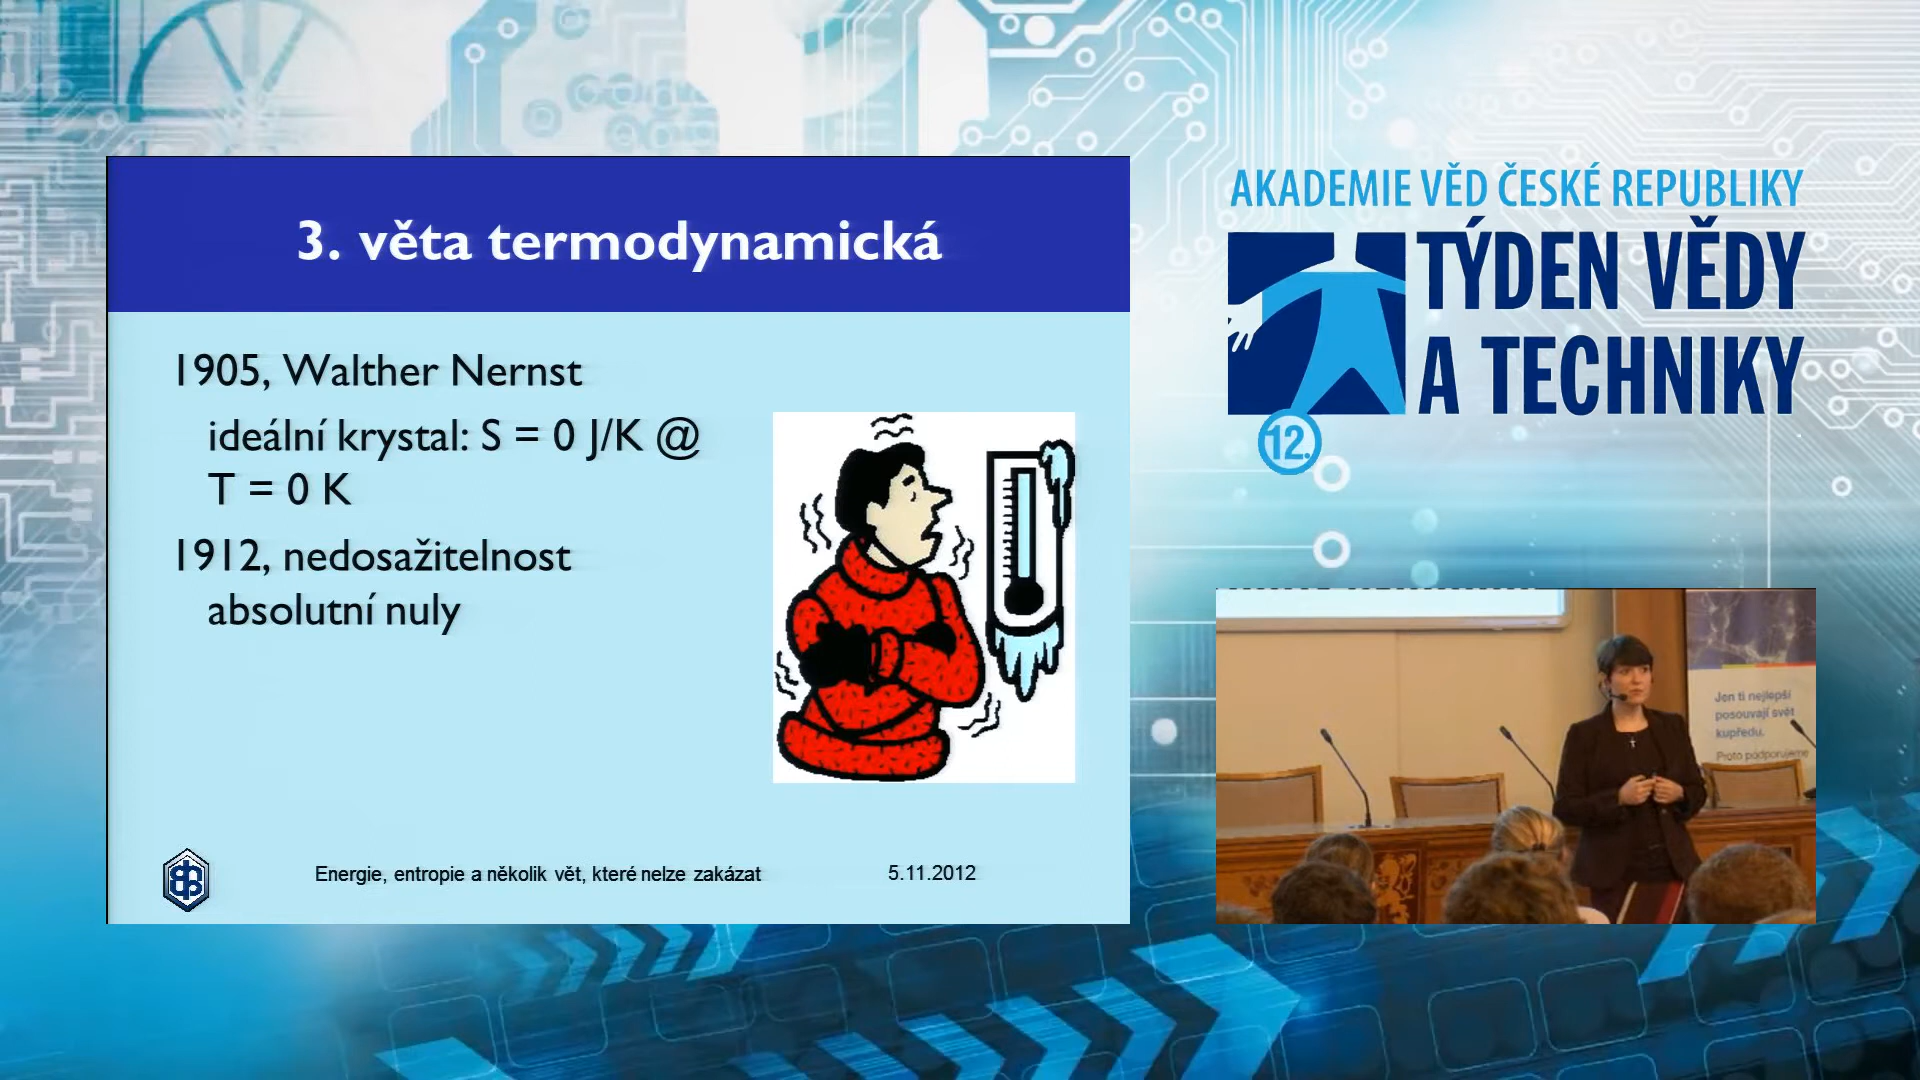 3. věta termodynamická
1905, Walther Nernst
ideální krystal: S = 0 J/K @
T = 0 K
1912, nedosažitelnost
absolutní nuly
Energie, entropie a několik vět, které nelze zakázat
5.11.2012
AKADEMIE VĚD ČESKÉ REPUBLIKY
TÝDEN VĚDY
A TECHNIKY
12.
Jen ti nejlepší
posouvají svět
kupředu.
Proto podporujeme